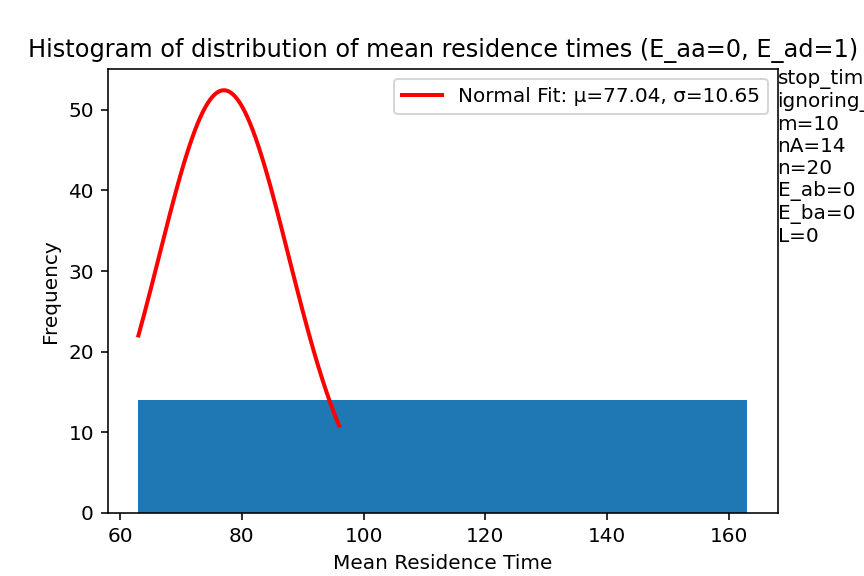 Histogram of distribution of mean residence times (E_aa=0, E_ad=1)
Normal Fit: μ=77.04, σ=10.65
stop_tim
ignoring_
m=10
nA=14
n=20
E_ab=0
E_ba=0
L=0
Frequency
50
40
30
20
10
0
60 80 100 120 140 160
Mean Residence Time